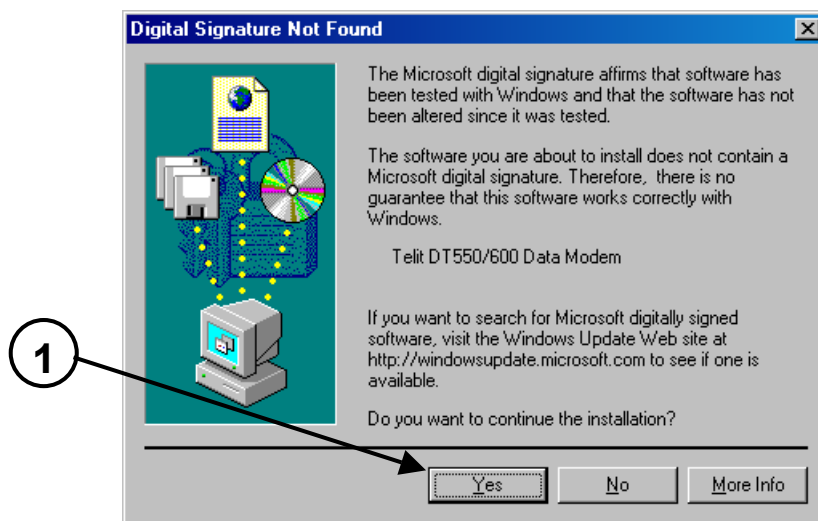 Digital Signature Not Found
The Microsoft digital signature affirms that software has
been tested with Windows and that the software has not
been altered since it was tested.
The software you are about to install does not contain a
Microsoft digital signature. Therefore, there is no
guarantee that this software works correctly with
Windows.
Telit DT550/600 Data Modem
If you want to search for Microsoft digitally signed
software, visit the Windows Update Web site at
http://windowsupdate.microsoft.com to see if one is
available.
1
Do you want to continue the installation?
Yes No More Info